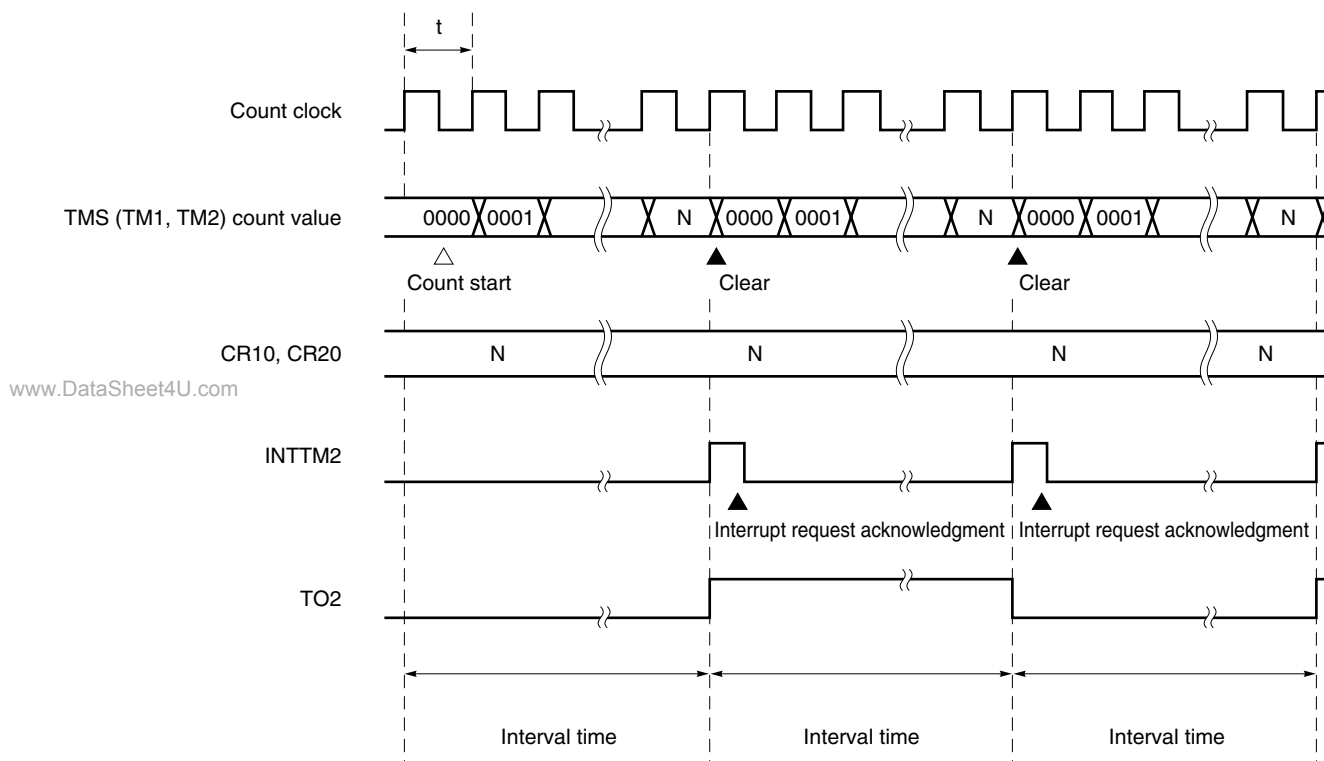 t
Count clock
TMS (TM1, TM2) count value 0000 0001 N 0000 0001 N 0000 0001 N
Count start Clear Clear
CR10, CR20 N N N N
www.DataSheet4U.com
INTTM2
Interrupt request acknowledgment Interrupt request acknowledgment
TO2
Interval time Interval time Interval time